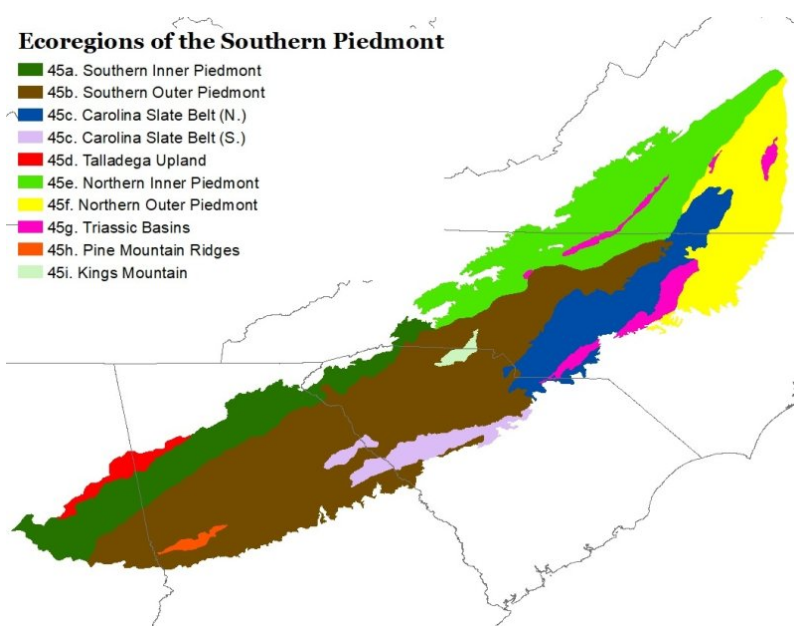 Ecoregions of the Southern Piedmont
45a. Southern Inner Piedmont
45b. Southern Outer Piedmont
45c. Carolina Slate Belt (N.)
45c. Carolina Slate Belt (S.)
45d. Talladega Upland
45e. Northern Inner Piedmont
45f. Northern Outer Piedmont
45g. Triassic Basins
45h. Pine Mountain Ridges
45i. Kings Mountain